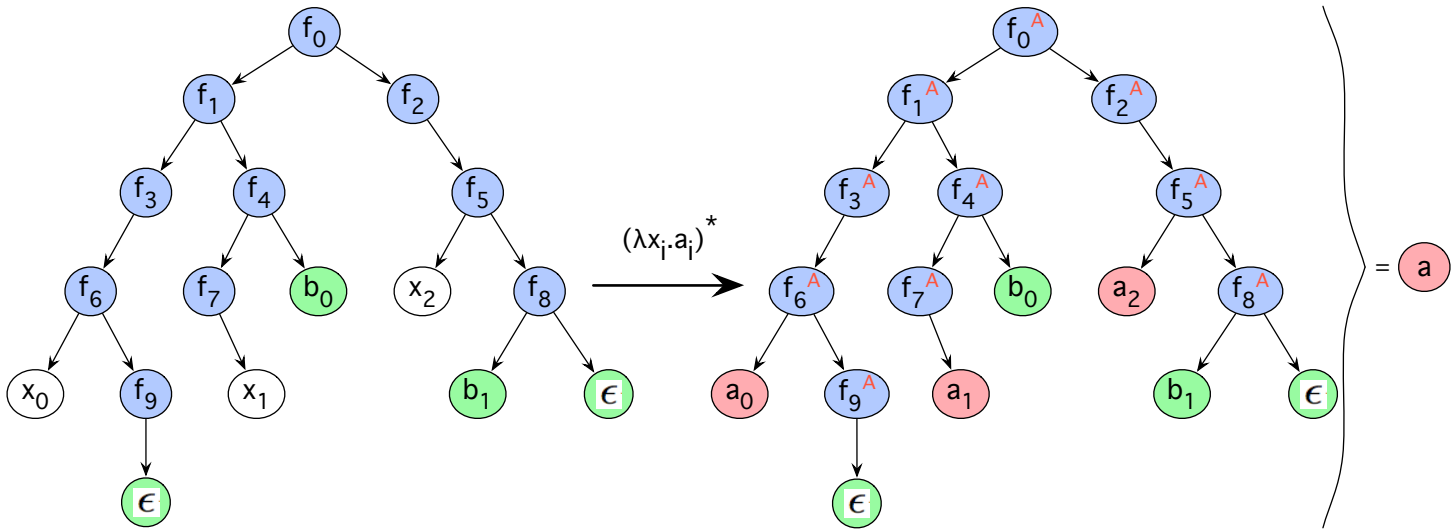 f₀ f₀ᴬ
f₁ f₂ f₁ᴬ f₂ᴬ
f₃ f₄ f₅ f₃ᴬ f₄ᴬ f₅ᴬ
(λxᵢ.aᵢ)*
= a
f₆ f₇ b₀ x₂ f₈ f₆ᴬ f₇ᴬ b₀ a₂ f₈ᴬ
x₀ f₉ x₁ b₁ ϵ a₀ f₉ᴬ a₁ b₁ ϵ
ϵ ϵ